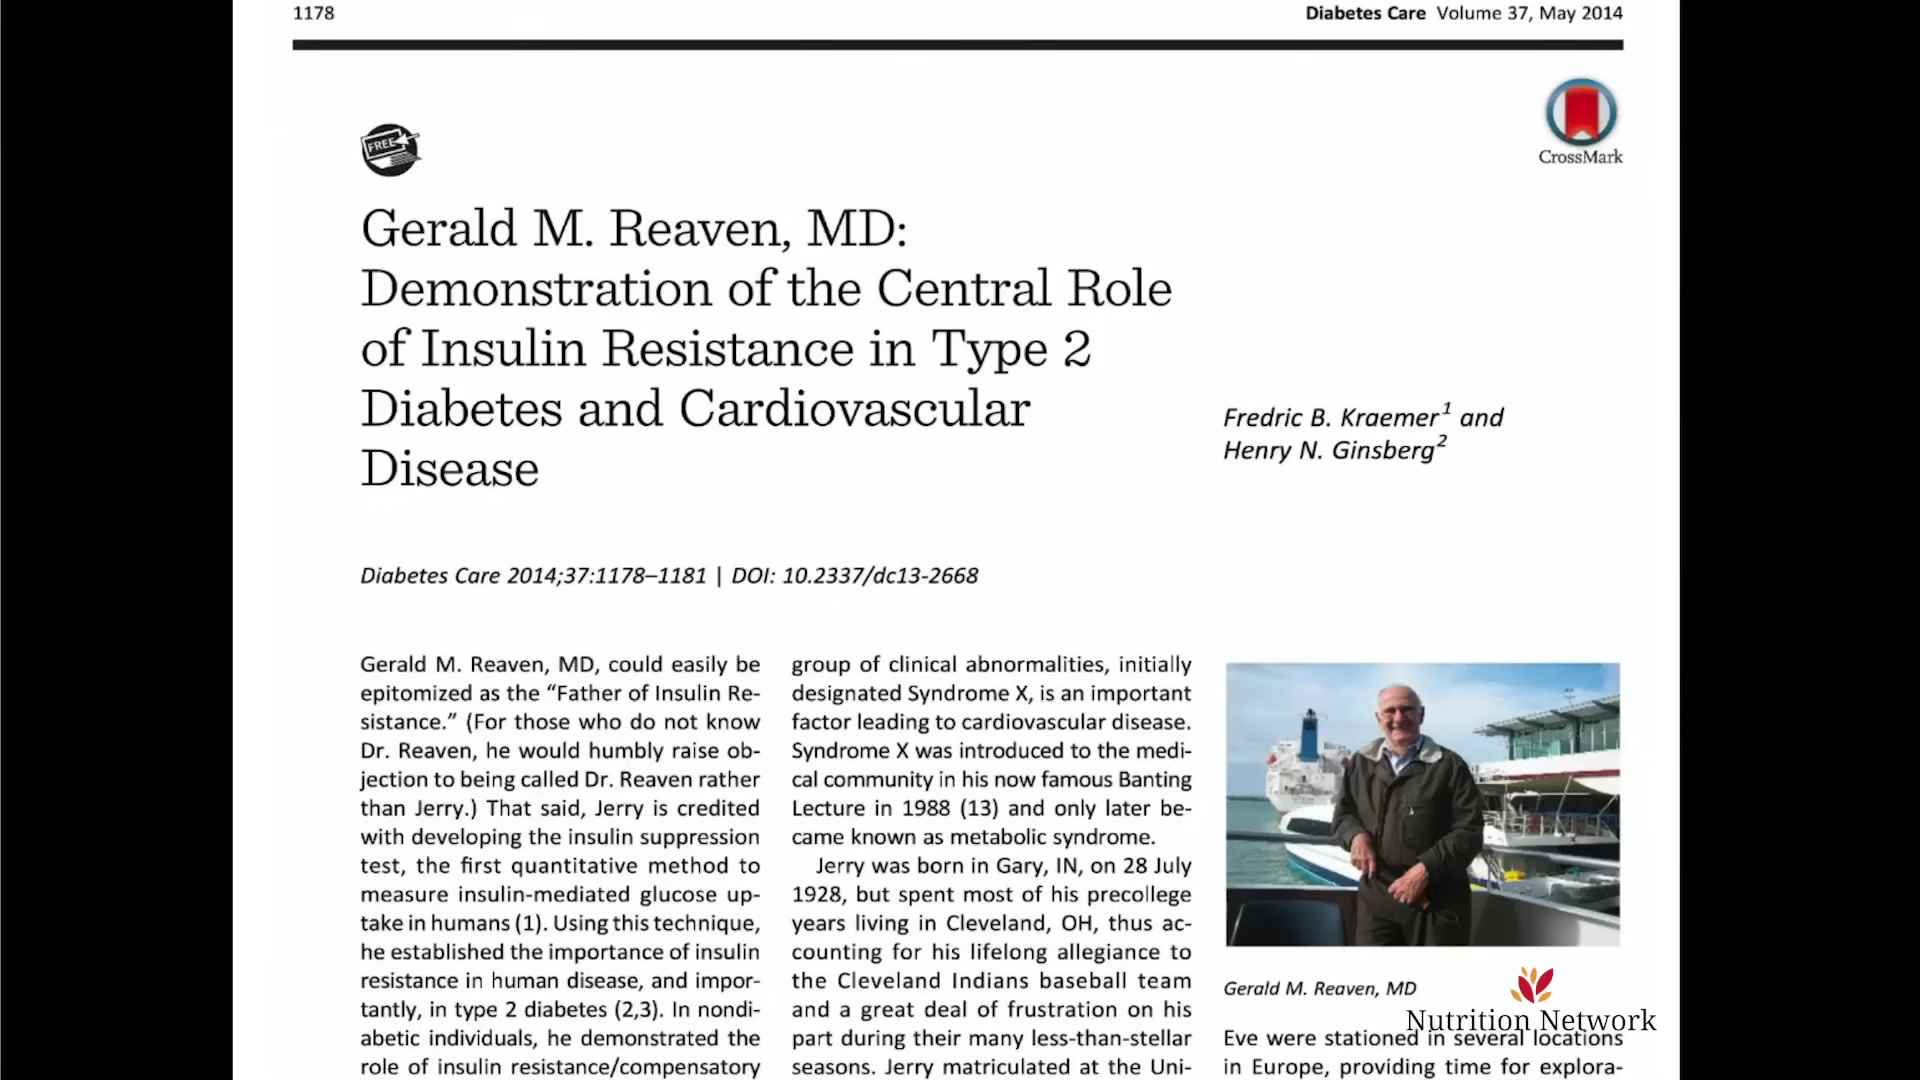 1178
Diabetes Care Volume 37, May 2014
FREE
CrossMark
Gerald M. Reaven, MD:
Demonstration of the Central Role
of Insulin Resistance in Type 2
Diabetes and Cardiovascular
Disease
Fredric B. Kraemer1 and
Henry N. Ginsberg2
Diabetes Care 2014;37:1178–1181 | DOI: 10.2337/dc13-2668
Gerald M. Reaven, MD, could easily be
epitomized as the “Father of Insulin Re-
sistance.” (For those who do not know
Dr. Reaven, he would humbly raise ob-
jection to being called Dr. Reaven rather
than Jerry.) That said, Jerry is credited
with developing the insulin suppression
test, the first quantitative method to
measure insulin-mediated glucose up-
take in humans (1). Using this technique,
he established the importance of insulin
resistance in human disease, and impor-
tantly, in type 2 diabetes (2,3). In nondi-
abetic individuals, he demonstrated the
role of insulin resistance/compensatory
group of clinical abnormalities, initially
designated Syndrome X, is an important
factor leading to cardiovascular disease.
Syndrome X was introduced to the medi-
cal community in his now famous Banting
Lecture in 1988 (13) and only later be-
came known as metabolic syndrome.
Jerry was born in Gary, IN, on 28 July
1928, but spent most of his precollege
years living in Cleveland, OH, thus ac-
counting for his lifelong allegiance to
the Cleveland Indians baseball team
and a great deal of frustration on his
part during their many less-than-stellar
seasons. Jerry matriculated at the Uni-
Gerald M. Reaven, MD
Nutrition Network
Eve were stationed in several locations
in Europe, providing time for explora-